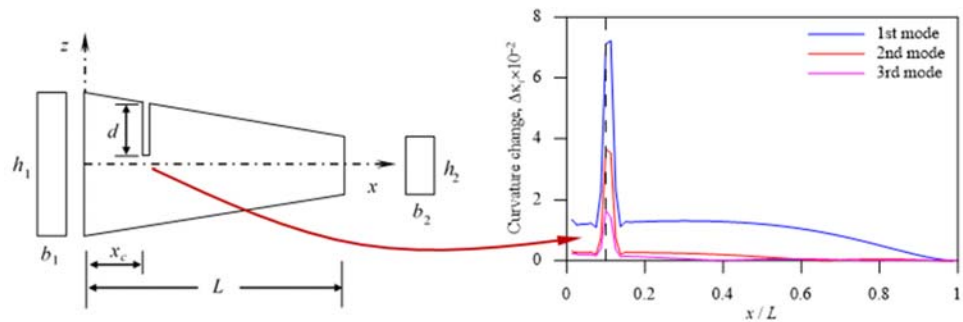 z
d
h₁
x
h₂
b₂
b₁
x_c
L
Curvature change, Δκᵢ×10⁻²
8
6
4
2
0
1st mode
2nd mode
3rd mode
0 0.2 0.4 0.6 0.8 1
x / L